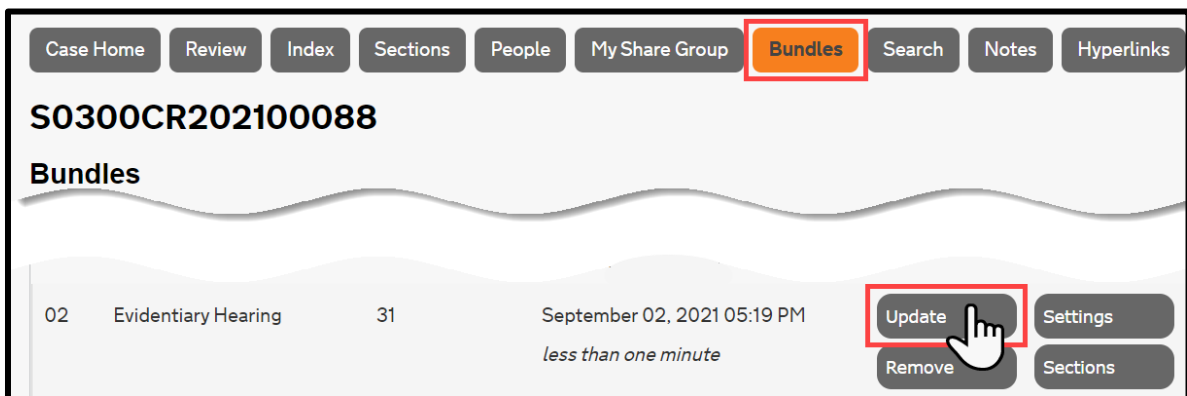 Case Home Review Index Sections People My Share Group Bundles Search Notes Hyperlinks
S0300CR202100088
Bundles
02 Evidentiary Hearing 31 September 02, 2021 05:19 PM Update Settings
less than one minute Remove Sections